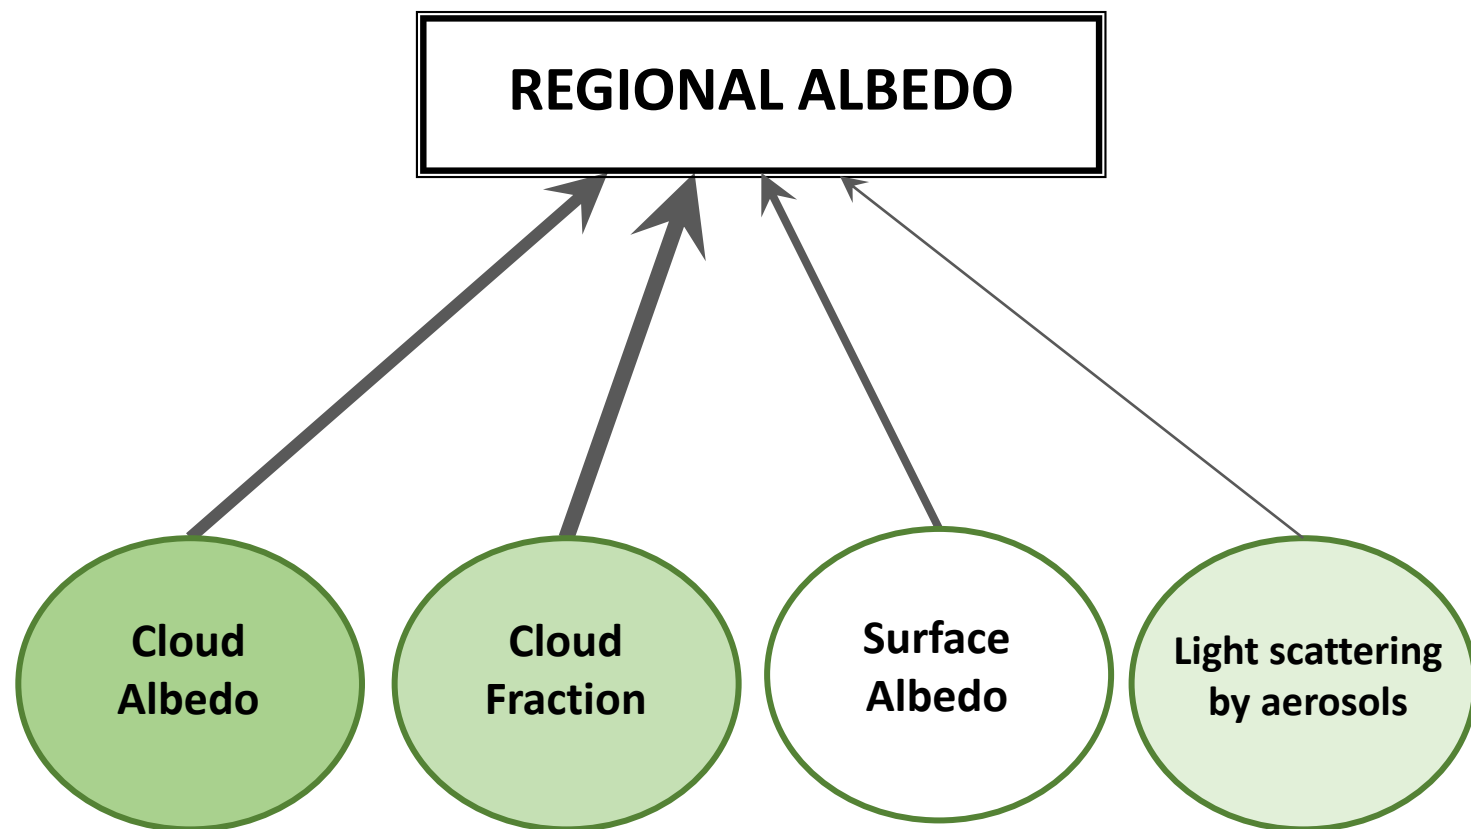 REGIONAL ALBEDO
Cloud
Albedo
Cloud
Fraction
Surface
Albedo
Light scattering
by aerosols